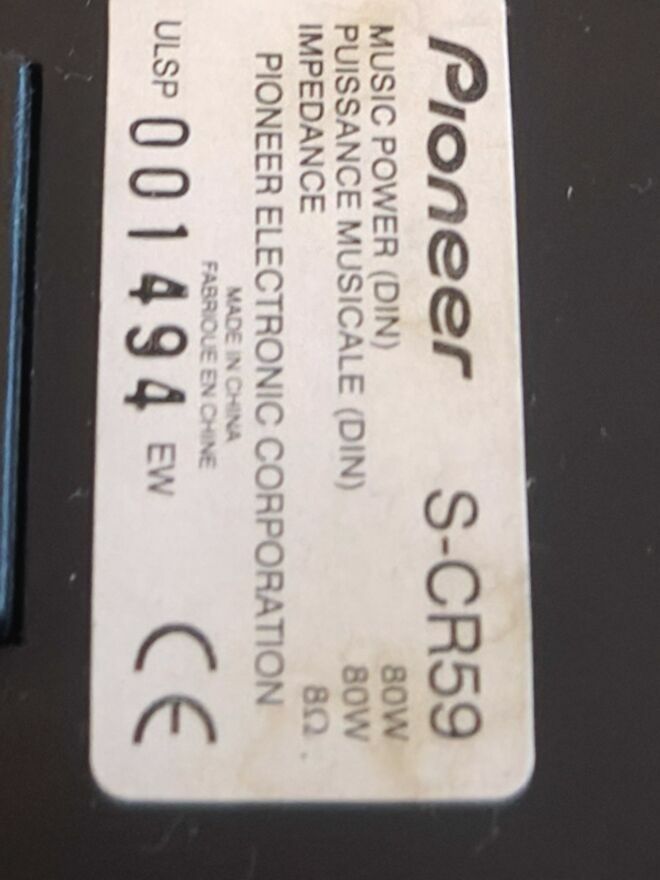 Pioneer S-CR59
MUSIC POWER (DIN) 80W
PUISSANCE MUSICALE (DIN) 80W
IMPEDANCE 8Ω.
PIONEER ELECTRONIC CORPORATION
MADE IN CHINA
FABRIQUE EN CHINE
ULSP 001494 EW CE